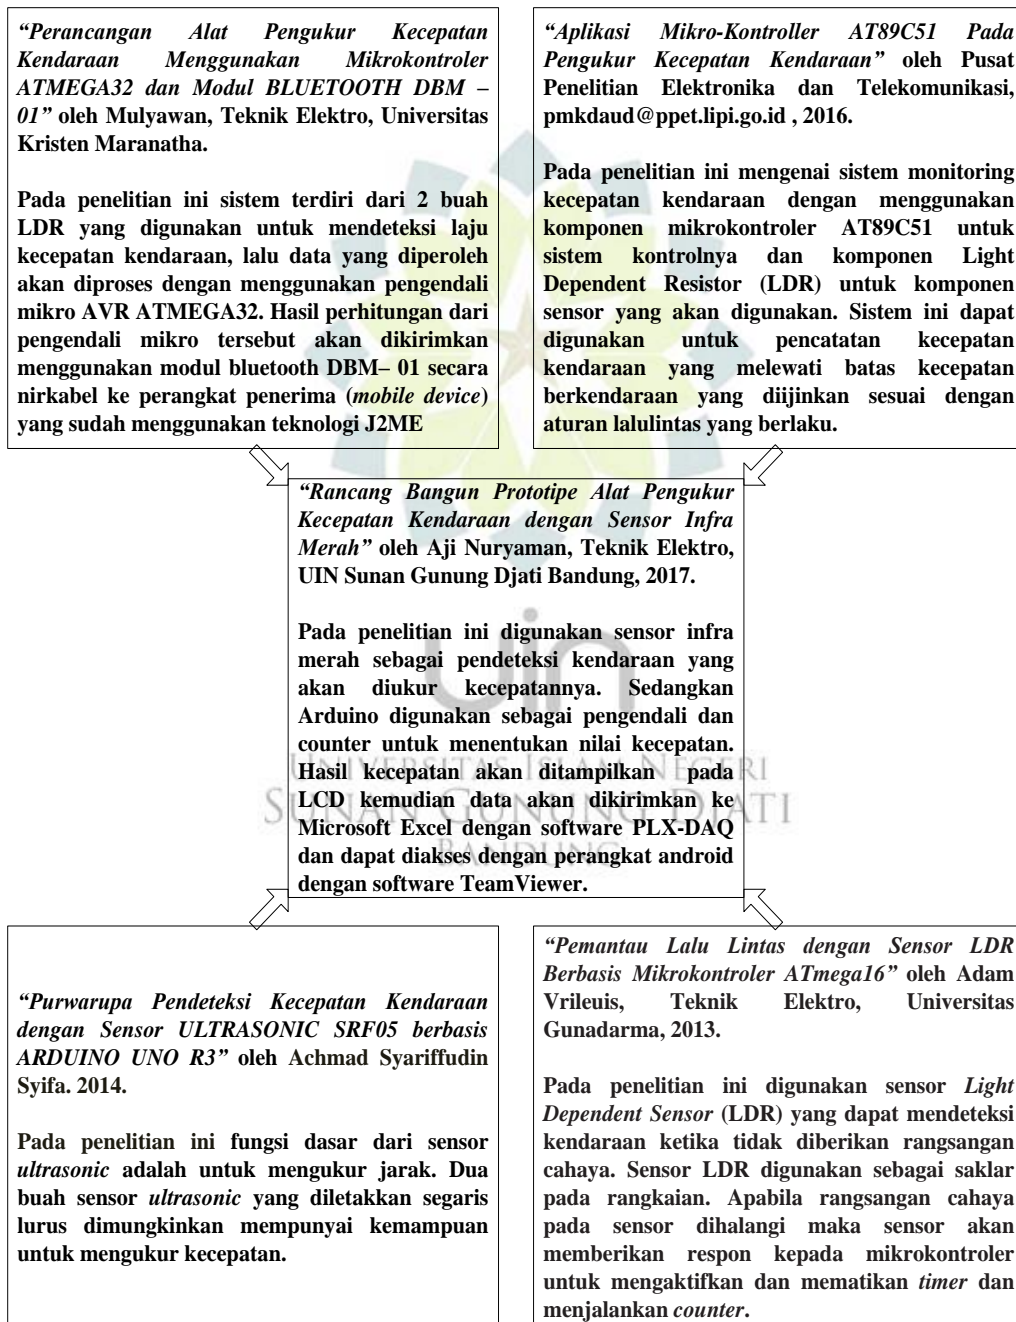 “Perancangan Alat Pengukur Kecepatan
Kendaraan Menggunakan Mikrokontroler
ATMEGA32 dan Modul BLUETOOTH DBM –
01” oleh Mulyawan, Teknik Elektro, Universitas
Kristen Maranatha.
Pada penelitian ini sistem terdiri dari 2 buah
LDR yang digunakan untuk mendeteksi laju
kecepatan kendaraan, lalu data yang diperoleh
akan diproses dengan menggunakan pengendali
mikro AVR ATMEGA32. Hasil perhitungan dari
pengendali mikro tersebut akan dikirimkan
menggunakan modul bluetooth DBM– 01 secara
nirkabel ke perangkat penerima (mobile device)
yang sudah menggunakan teknologi J2ME
“Aplikasi Mikro-Kontroller AT89C51 Pada
Pengukur Kecepatan Kendaraan” oleh Pusat
Penelitian Elektronika dan Telekomunikasi,
pmkdaud@ppet.lipi.go.id , 2016.
Pada penelitian ini mengenai sistem monitoring
kecepatan kendaraan dengan menggunakan
komponen mikrokontroler AT89C51 untuk
sistem kontrolnya dan komponen Light
Dependent Resistor (LDR) untuk komponen
sensor yang akan digunakan. Sistem ini dapat
digunakan untuk pencatatan kecepatan
kendaraan yang melewati batas kecepatan
berkendaraan yang diijinkan sesuai dengan
aturan lalulintas yang berlaku.
“Rancang Bangun Prototipe Alat Pengukur
Kecepatan Kendaraan dengan Sensor Infra
Merah” oleh Aji Nuryaman, Teknik Elektro,
UIN Sunan Gunung Djati Bandung, 2017.
Pada penelitian ini digunakan sensor infra
merah sebagai pendeteksi kendaraan yang
akan diukur kecepatannya. Sedangkan
Arduino digunakan sebagai pengendali dan
counter untuk menentukan nilai kecepatan.
Hasil kecepatan akan ditampilkan pada
LCD kemudian data akan dikirimkan ke
Microsoft Excel dengan software PLX-DAQ
dan dapat diakses dengan perangkat android
dengan software TeamViewer.
uin
UNIVERSITAS ISLAM NEGERI
SUNAN GUNUNG DJATI
BANDUNG
“Purwarupa Pendeteksi Kecepatan Kendaraan
dengan Sensor ULTRASONIC SRF05 berbasis
ARDUINO UNO R3” oleh Achmad Syariffudin
Syifa. 2014.
Pada penelitian ini fungsi dasar dari sensor
ultrasonic adalah untuk mengukur jarak. Dua
buah sensor ultrasonic yang diletakkan segaris
lurus dimungkinkan mempunyai kemampuan
untuk mengukur kecepatan.
“Pemantau Lalu Lintas dengan Sensor LDR
Berbasis Mikrokontroler ATmega16” oleh Adam
Vrileuis, Teknik Elektro, Universitas
Gunadarma, 2013.
Pada penelitian ini digunakan sensor Light
Dependent Sensor (LDR) yang dapat mendeteksi
kendaraan ketika tidak diberikan rangsangan
cahaya. Sensor LDR digunakan sebagai saklar
pada rangkaian. Apabila rangsangan cahaya
pada sensor dihalangi maka sensor akan
memberikan respon kepada mikrokontroler
untuk mengaktifkan dan mematikan timer dan
menjalankan counter.